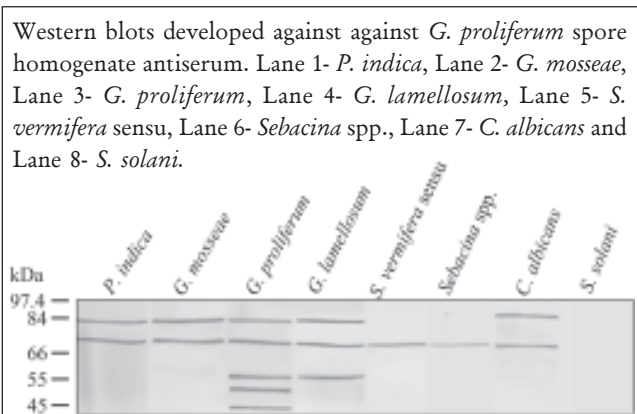 Western blots developed against against G. proliferum spore
homogenate antiserum. Lane 1- P. indica, Lane 2- G. mosseae,
Lane 3- G. proliferum, Lane 4- G. lamellosum, Lane 5- S.
vermifera sensu, Lane 6- Sebacina spp., Lane 7- C. albicans and
Lane 8- S. solani.
P. indica
G. mosseae
G. proliferum
G. lamellosum
S. vermifera sensu
Sebacina spp.
C. albicans
S. solani
kDa
97.4
84
66
55
45